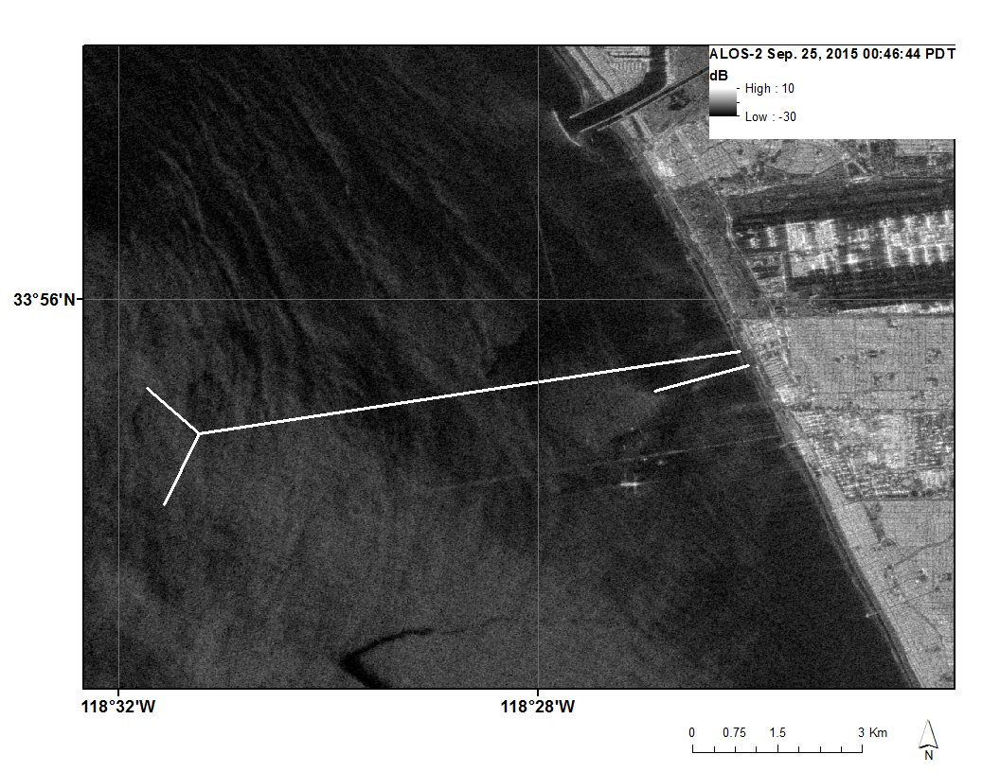 ALOS-2 Sep. 25, 2015 00:46:44 PDT
dB
High : 10
Low : -30
33°56'N
118°32'W 118°28'W
0 0.75 1.5 3 Km
N